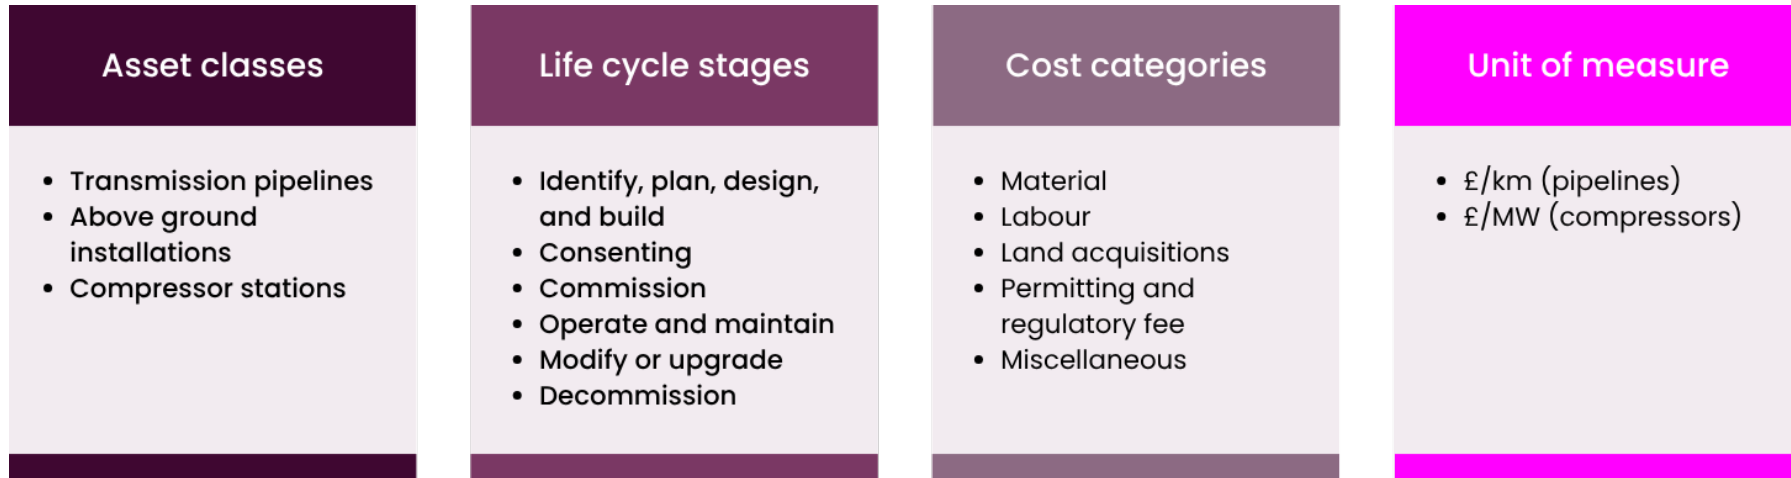 Asset classes
• Transmission pipelines
• Above ground
installations
• Compressor stations
Life cycle stages
• Identify, plan, design,
and build
• Consenting
• Commission
• Operate and maintain
• Modify or upgrade
• Decommission
Cost categories
• Material
• Labour
• Land acquisitions
• Permitting and
regulatory fee
• Miscellaneous
Unit of measure
• £/km (pipelines)
• £/MW (compressors)